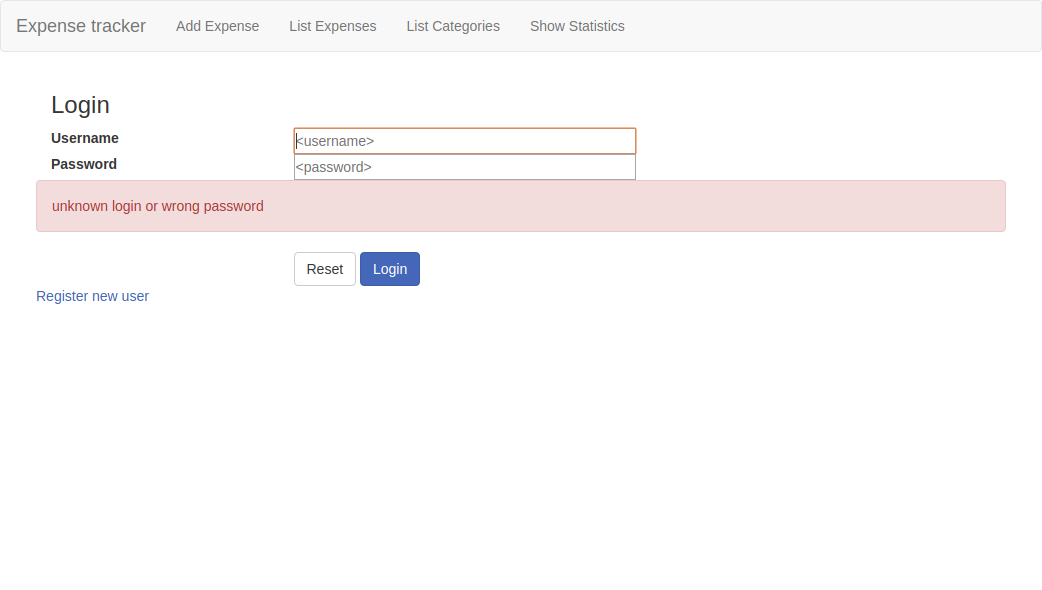 Expense tracker Add Expense List Expenses List Categories Show Statistics
Login
Username <username>
Password <password>
unknown login or wrong password
Reset Login
Register new user